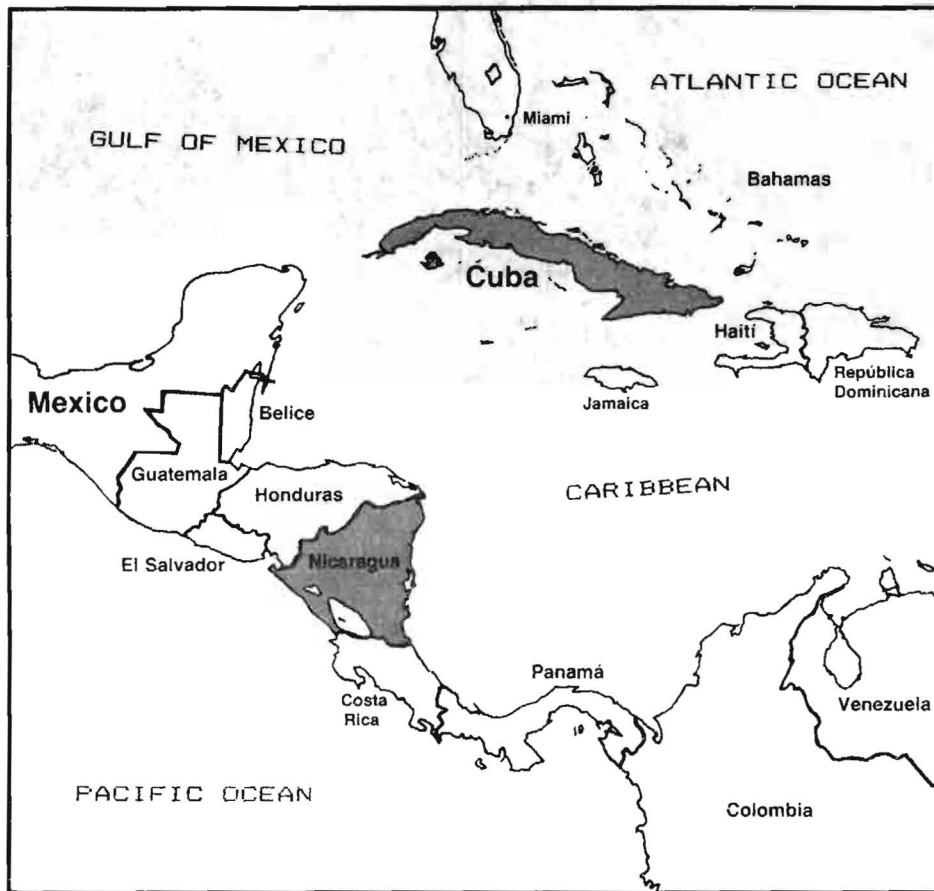 ATLANTIC OCEAN
Miami
GULF OF MEXICO
Bahamas
Cuba
Haití
República
Dominicana
Jamaica
Mexico
Belice
Guatemala
Honduras
CARIBBEAN
El Salvador
Nicaragua
Panamá
Costa
Rica
Venezuela
PACIFIC OCEAN
Colombia